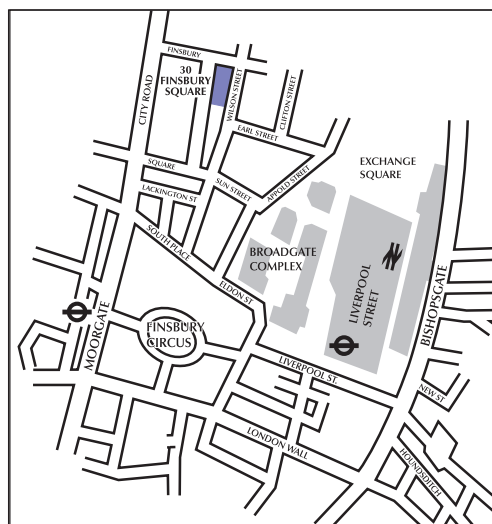 FINSBURY
30
FINSBURY
SQUARE
CITY ROAD
WILSON STREET
CLIFTON STREET
EARL STREET
SQUARE
SUN STREET
APPOLD STREET
LACKINGTON ST
EXCHANGE
SQUARE
SOUTH PLACE
BROADGATE
COMPLEX
ELDON ST.
LIVERPOOL
STREET
BISHOPSGATE
MOORGATE
FINSBURY
CIRCUS
LIVERPOOL ST.
NEW ST.
LONDON WALL
HOUNDSDITCH